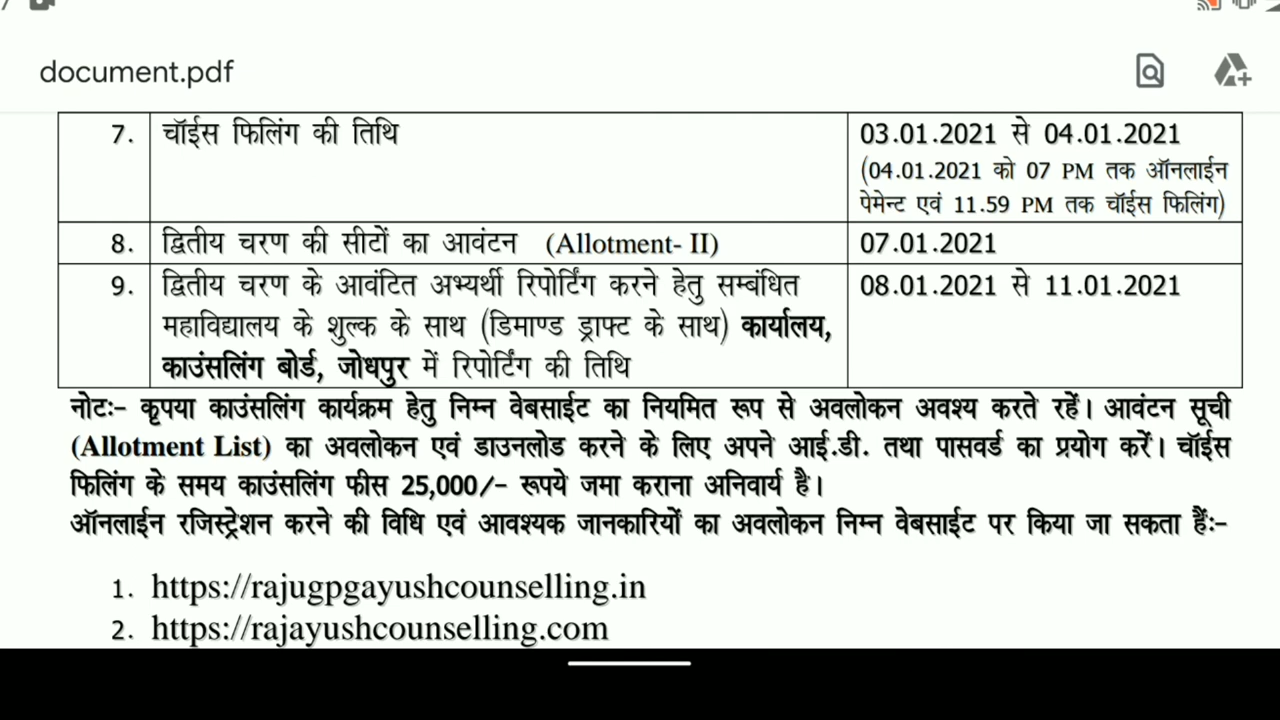 document.pdf
7. चॉईस फिलिंग की तिथि 03.01.2021 से 04.01.2021
(04.01.2021 को 07 PM तक ऑनलाईन
पेमेन्ट एवं 11.59 PM तक चॉईस फिलिंग)
8. द्वितीय चरण की सीटों का आवंटन (Allotment- II) 07.01.2021
9. द्वितीय चरण के आवंटित अभ्यर्थी रिपोर्टिंग करने हेतु सम्बंधित 08.01.2021 से 11.01.2021
महाविद्यालय के शुल्क के साथ (डिमाण्ड ड्राफ्ट के साथ) कार्यालय,
काउंसलिंग बोर्ड, जोधपुर में रिपोर्टिंग की तिथि
नोटः– कृपया काउंसलिंग कार्यक्रम हेतु निम्न वेबसाईट का नियमित रूप से अवलोकन अवश्य करते रहें। आवंटन सूची
(Allotment List) का अवलोकन एवं डाउनलोड करने के लिए अपने आई.डी. तथा पासवर्ड का प्रयोग करें। चॉईस
फिलिंग के समय काउंसलिंग फीस 25,000/– रूपये जमा कराना अनिवार्य है।
ऑनलाईन रजिस्ट्रेशन करने की विधि एवं आवश्यक जानकारियों का अवलोकन निम्न वेबसाईट पर किया जा सकता हैंः–
1. https://rajugpgayushcounselling.in
2. https://rajayushcounselling.com